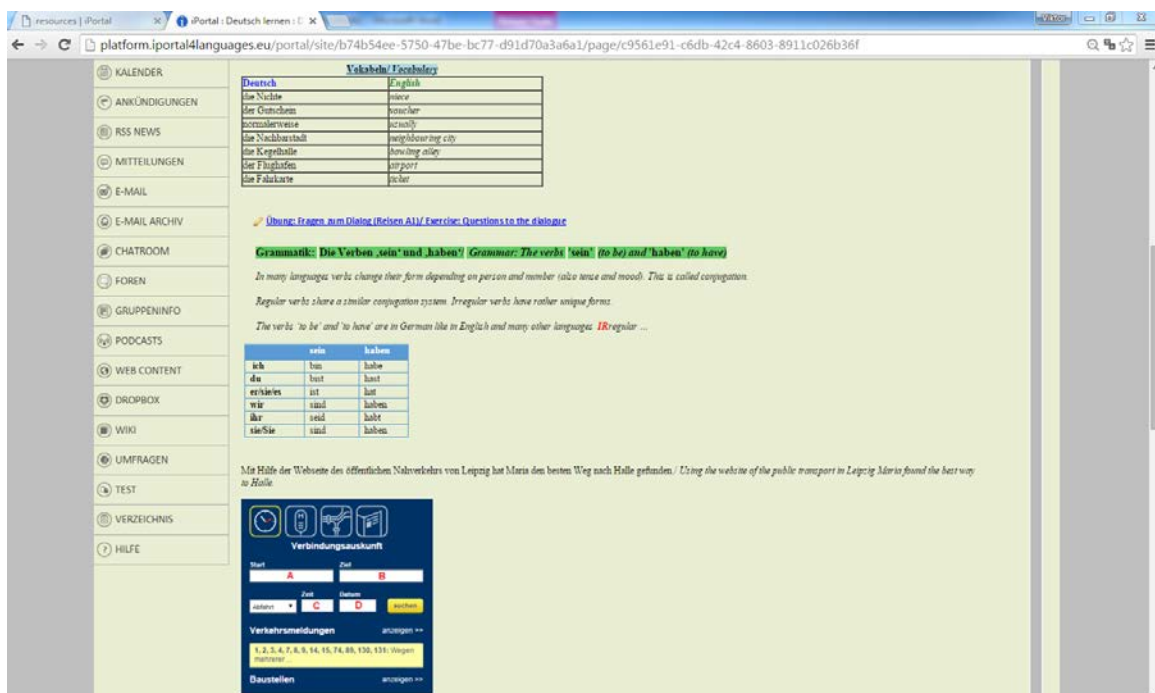 resources | iPortal
iPortal : Deutsch lernen : D
platform.iportal4languages.eu/portal/site/b74b54ee-5750-47be-bc77-d91d70a3a6a1/page/c9561e91-c6db-42c4-8603-8911c026b36f
KALENDER
ANKÜNDIGUNGEN
RSS NEWS
MITTEILUNGEN
E-MAIL
E-MAIL ARCHIV
CHATROOM
FOREN
GRUPPENINFO
PODCASTS
WEB CONTENT
DROPBOX
WIKI
UMFRAGEN
TEST
VERZEICHNIS
HILFE
Vokabeln/ Vocabulary
Deutsch English
die Nichte niece
der Gutschein voucher
normalerweise usually
die Nachbarstadt neighbouring city
die Kegelhalle bowling alley
der Flughafen airport
die Fahrkarte ticket
Übung: Fragen zum Dialog (Reisen A1)/ Exercise: Questions to the dialogue
Grammatik: Die Verben ‚sein‘ und ‚haben‘/ Grammar: The verbs 'sein' (to be) and 'haben' (to have)
In many languages verbs change their form depending on person and number (also tense and mood). This is called conjugation.
Regular verbs share a similar conjugation system. Irregular verbs have rather unique forms.
The verbs 'to be' and 'to have' are in German like in English and many other languages IRregular ...
sein haben
ich bin habe
du bist hast
er/sie/es ist hat
wir sind haben
ihr seid habt
sie/Sie sind haben
Mit Hilfe der Webseite des öffentlichen Nahverkehrs von Leipzig hat Maria den besten Weg nach Halle gefunden./ Using the website of the public transport in Leipzig Maria found the best way
to Halle.
Verbindungsauskunft
Start Ziel
A B
Zeit Datum
Abfahrt C D suchen
Verkehrsmeldungen anzeigen >>
1, 2, 3, 4, 7, 8, 9, 14, 15, 74, 89, 130, 131: Wegen
mehrerer ...
Baustellen anzeigen >>